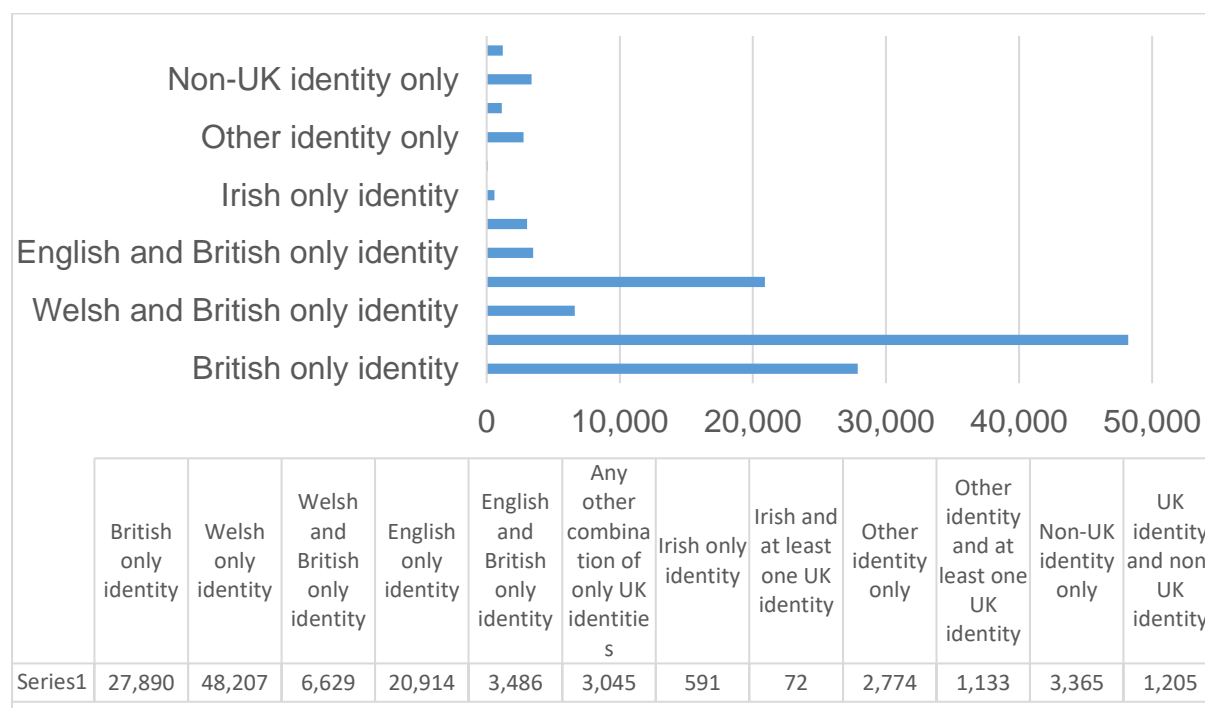 Non-UK identity only
Other identity only
Irish only identity
English and British only identity
Welsh and British only identity
British only identity
0 10,000 20,000 30,000 40,000 50,000
British only identity
Welsh only identity
Welsh and British only identity
English only identity
English and British only identity
Any
other
combina
tion of
only UK
identitie
s
Irish only
identity
Irish and
at least
one UK
identity
Other
identity
only
Other
identity
and at
least one
UK
identity
Non-UK
identity
only
UK
identity
and non
UK
identity
Series1 27,890 48,207 6,629 20,914 3,486 3,045 591 72 2,774 1,133 3,365 1,205